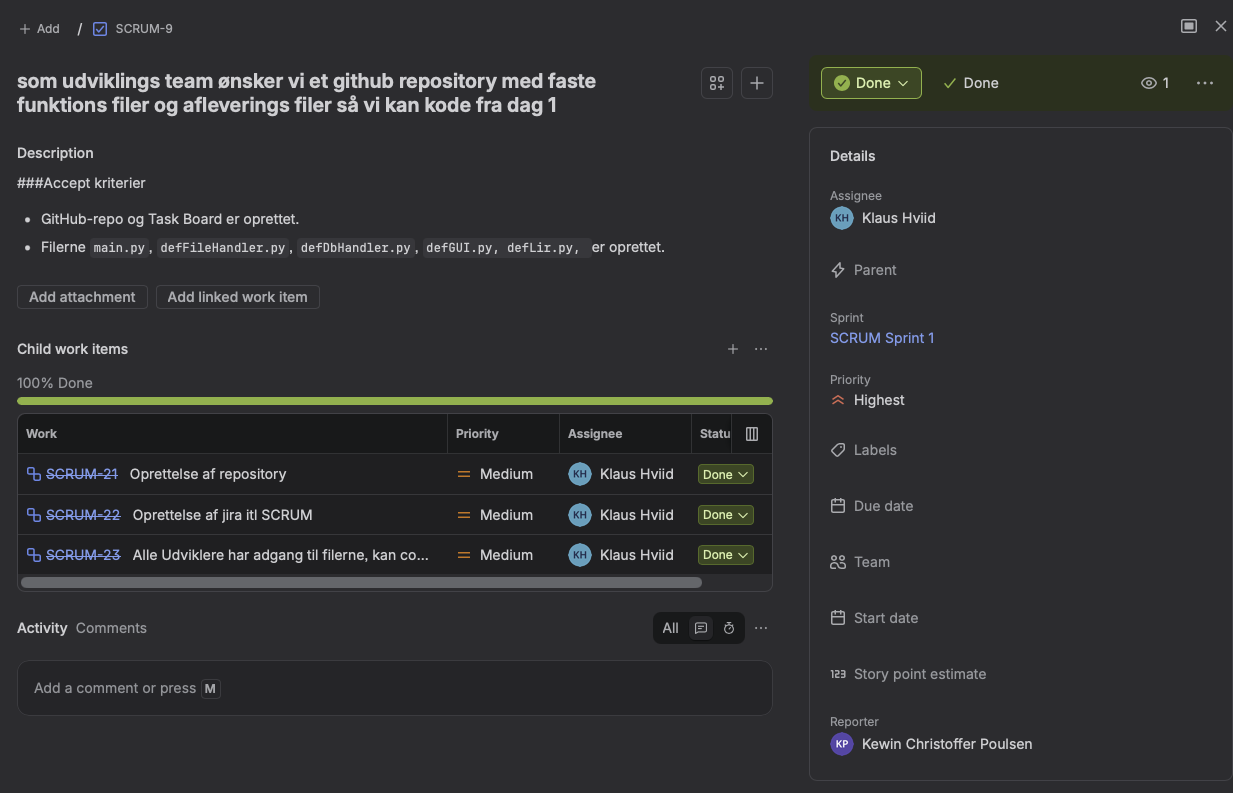 Add / SCRUM-9
som udviklings team ønsker vi et github repository med faste
funktions filer og afleverings filer så vi kan kode fra dag 1
Description
###Accept kriterier
• GitHub-repo og Task Board er oprettet.
• Filerne main.py, defFileHandler.py, defDbHandler.py, defGUI.py, defLir.py, er oprettet.
Add attachment
Add linked work item
Child work items
100% Done
Work Priority Assignee Statu
SCRUM-21 Oprettelse af repository Medium KH Klaus Hviid Done
SCRUM-22 Oprettelse af jira itl SCRUM Medium KH Klaus Hviid Done
SCRUM-23 Alle Udviklere har adgang til filerne, kan co... Medium KH Klaus Hviid Done
Activity Comments
All
Add a comment or press M
Done
Done
1
Details
Assignee
KH Klaus Hviid
Parent
Sprint
SCRUM Sprint 1
Priority
Highest
Labels
Due date
Team
Start date
123 Story point estimate
Reporter
KP Kewin Christoffer Poulsen